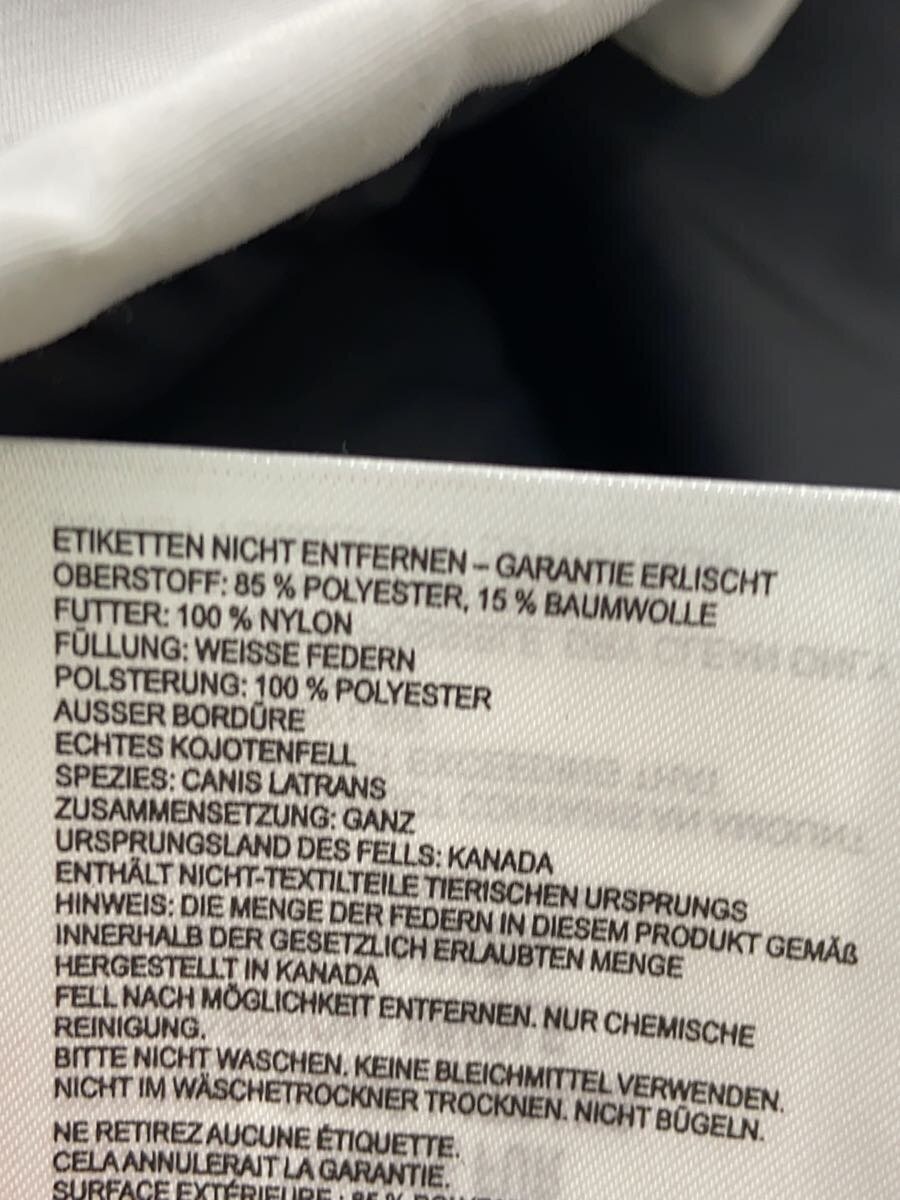 ETIKETTEN NICHT ENTFERNEN – GARANTIE ERLISCHT
OBERSTOFF: 85 % POLYESTER, 15 % BAUMWOLLE
FUTTER: 100 % NYLON
FÜLLUNG: WEISSE FEDERN
POLSTERUNG: 100 % POLYESTER
AUSSER BORDÜRE
ECHTES KOJOTENFELL
SPEZIES: CANIS LATRANS
ZUSAMMENSETZUNG: GANZ
URSPRUNGSLAND DES FELLS: KANADA
ENTHÄLT NICHT-TEXTILTEILE TIERISCHEN URSPRUNGS
HINWEIS: DIE MENGE DER FEDERN IN DIESEM PRODUKT GEMÄß
INNERHALB DER GESETZLICH ERLAUBTEN MENGE
HERGESTELLT IN KANADA
FELL NACH MÖGLICHKEIT ENTFERNEN. NUR CHEMISCHE
REINIGUNG.
BITTE NICHT WASCHEN. KEINE BLEICHMITTEL VERWENDEN.
NICHT IM WÄSCHETROCKNER TROCKNEN. NICHT BÜGELN.
NE RETIREZ AUCUNE ÉTIQUETTE.
CELA ANNULERAIT LA GARANTIE.
SURFACE EXTÉRIEURE : 85 %